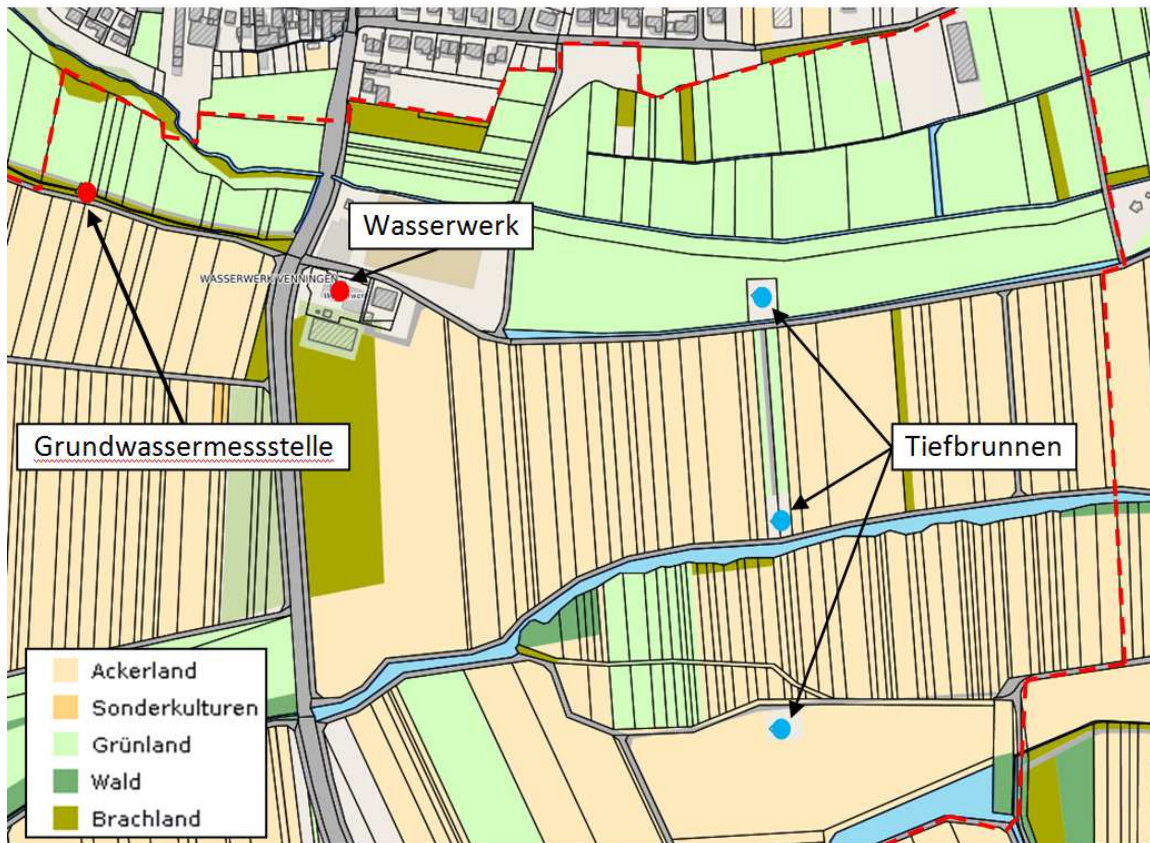 Wasserwerk
WASSERWERK VENNINGEN
Grundwassermessstelle
Tiefbrunnen
Ackerland
Sonderkulturen
Grünland
Wald
Brachland